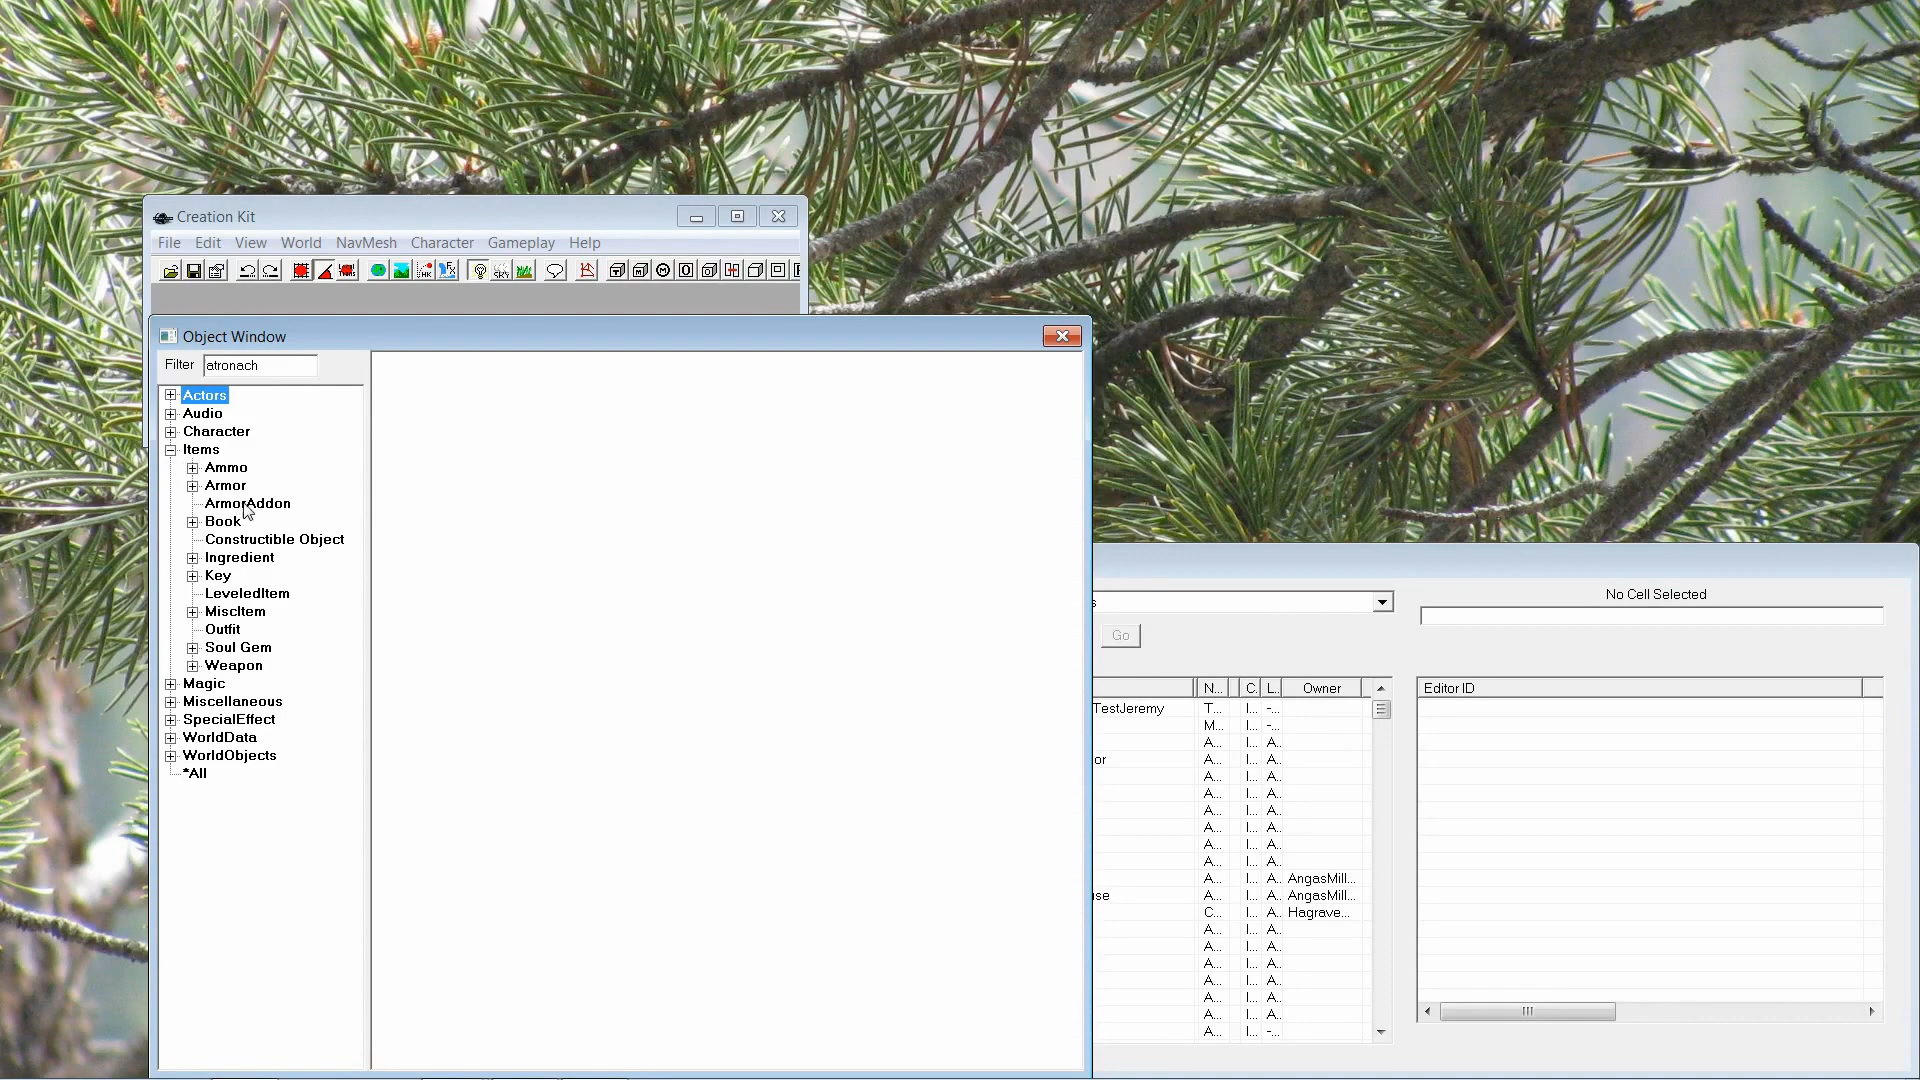 Creation Kit
File Edit View World NavMesh Character Gameplay Help
Object Window
Filter atronach
Actors
Audio
Character
Items
Ammo
Armor
ArmorAddon
Book
Constructible Object
Ingredient
Key
LeveledItem
MiscItem
Outfit
Soul Gem
Weapon
Magic
Miscellaneous
SpecialEffect
WorldData
WorldObjects
*All
s
Go
N... C. L.. Owner
TestJeremy T... I... -...
M... I... -...
A... I... A..
or A... I... A..
A... I... A..
A... I... A..
A... I... A..
A... I... A..
A... I... A..
A... I... A..
A... I... A.. AngasMill...
use A... I... A.. AngasMill...
C... I... A.. Hagrave...
A... I... A..
A... I... A..
A... I... A..
A... I... A..
A... I... A..
A... I... A..
A... I... -...
No Cell Selected
Editor ID